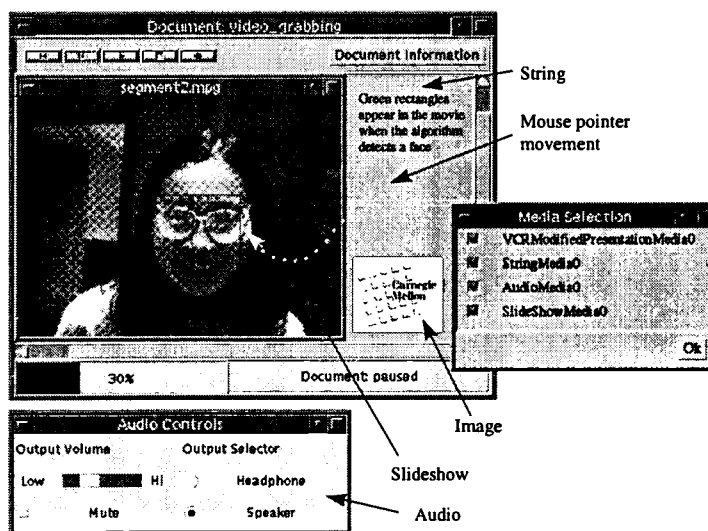 Document: video_grabbing
Document Information
segment2.mpg
Green rectangles
appear in the movie
when the algorithm
detects a face
String
Mouse pointer
movement
Media Selection
VCRModifiedPresentationMedia0
StringMedia0
AudioMedia0
SlideShowMedia0
Ok
Carnegie
Mellon
30%
Document: paused
Image
Slideshow
Audio Controls
Output Volume
Output Selector
Low
Hi
Headphone
Mute
Speaker
Audio